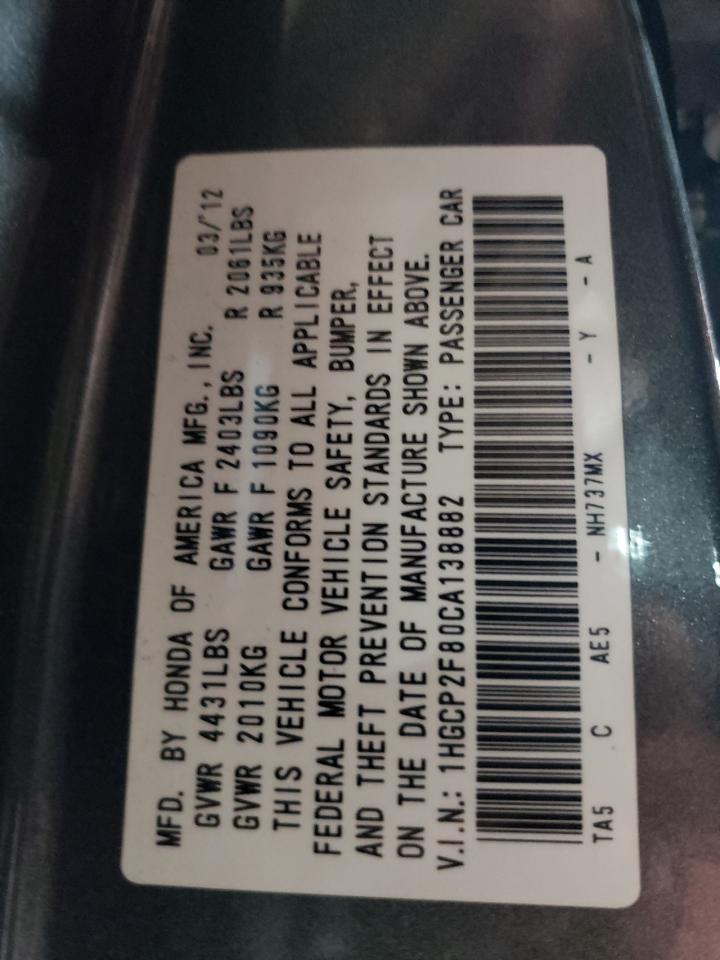 MFD. BY HONDA OF AMERICA MFG., INC. 03/'12
GVWR 4431LBS GAWR F 2403LBS R 2061LBS
GVWR 2010KG GAWR F 1090KG R 935KG
THIS VEHICLE CONFORMS TO ALL APPLICABLE
FEDERAL MOTOR VEHICLE SAFETY, BUMPER,
AND THEFT PREVENTION STANDARDS IN EFFECT
ON THE DATE OF MANUFACTURE SHOWN ABOVE.
V.I.N.: 1HGCP2F80CA138882 TYPE: PASSENGER CAR
TA5 C AE5 - NH737MX - Y - A